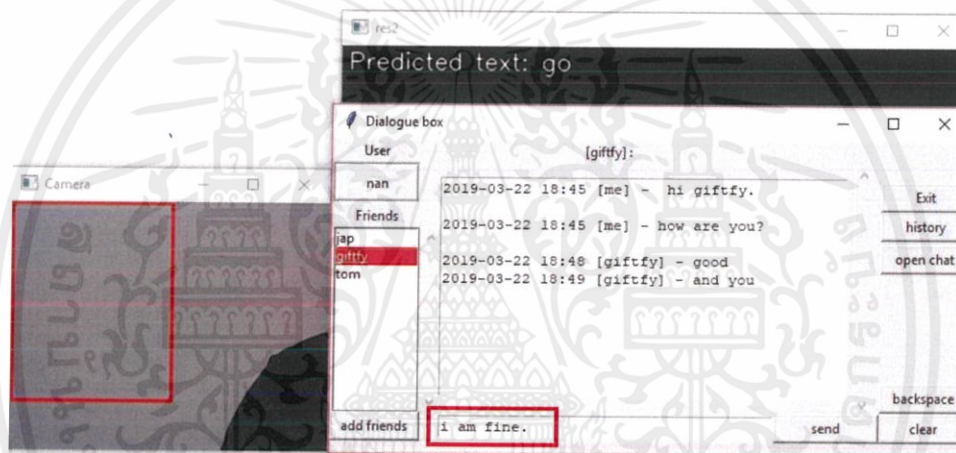 res2
Predicted text: go
Dialogue box
User
[giftfy]:
Camera
nan
2019-03-22 18:45 [me] - hi giftfy.
Exit
Friends
2019-03-22 18:45 [me] - how are you?
history
jap
giftfy
2019-03-22 18:48 [giftfy] - good
open chat
tom
2019-03-22 18:49 [giftfy] - and you
backspace
add friends
i am fine.
send
clear